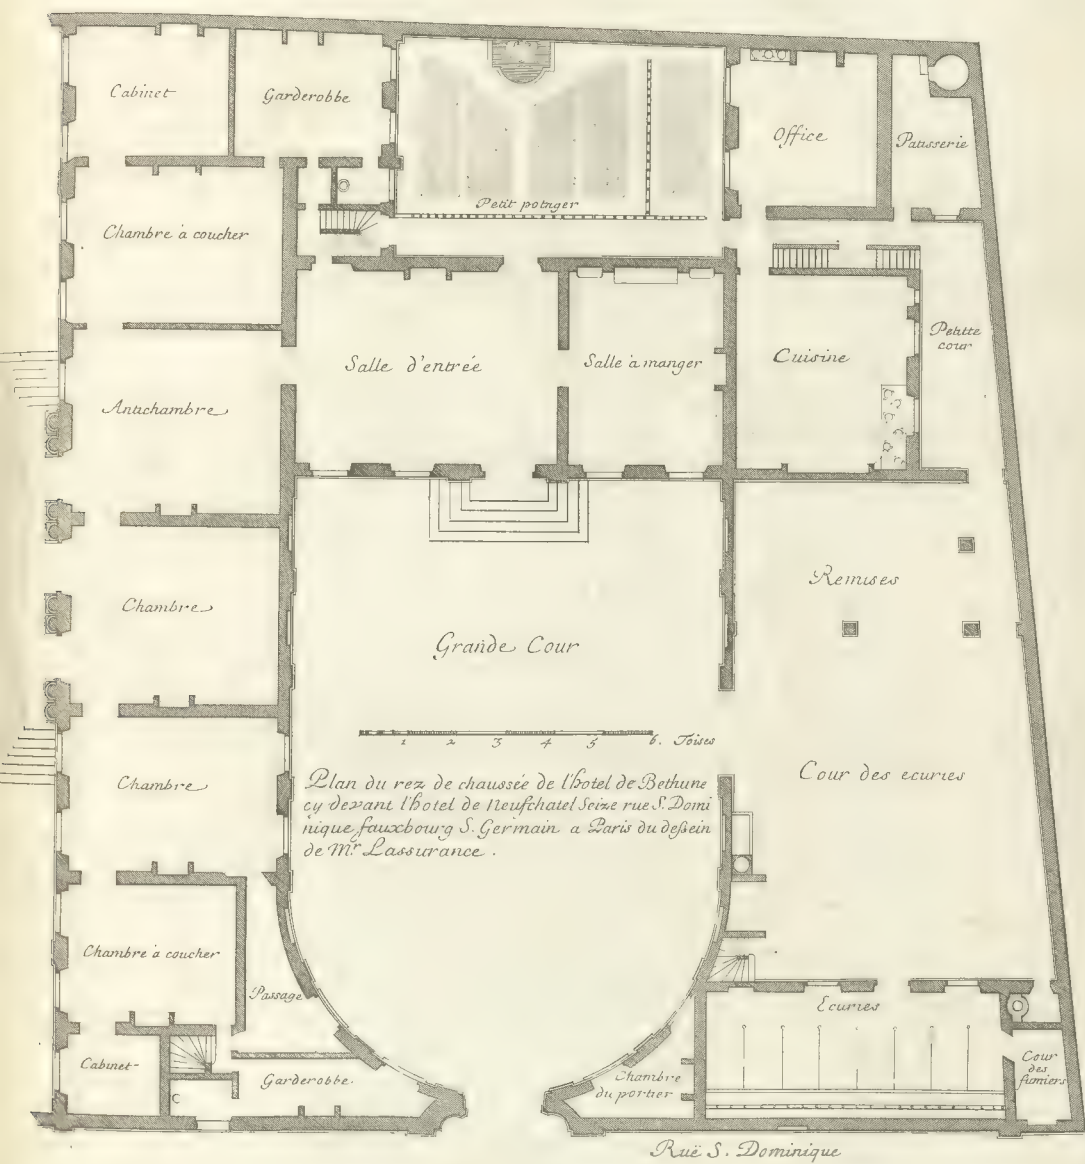 Cabinet
Garderobbe
Office
Patisserie
Petit potager
Chambre à coucher
Salle d'entrée
Salle à manger
Cuisine
Petitte
cour
Antichambre
Remises
Chambre
Grande Cour
1 2 3 4 5 6. Toises
Chambre
Plan du rez de chaussée de l'hotel de Bethune
cy devant l'hotel de Neufchatel Seize rue S. Domi
nique fauxbourg S. Germain a Paris du deßein
de Mr. Lassurance.
Cour des ecuries
Chambre à coucher
Passage
Ecuries
Cabinet
Garderobbe
Chambre
du portier
Cour
des
fumiers
Ruë S. Dominique